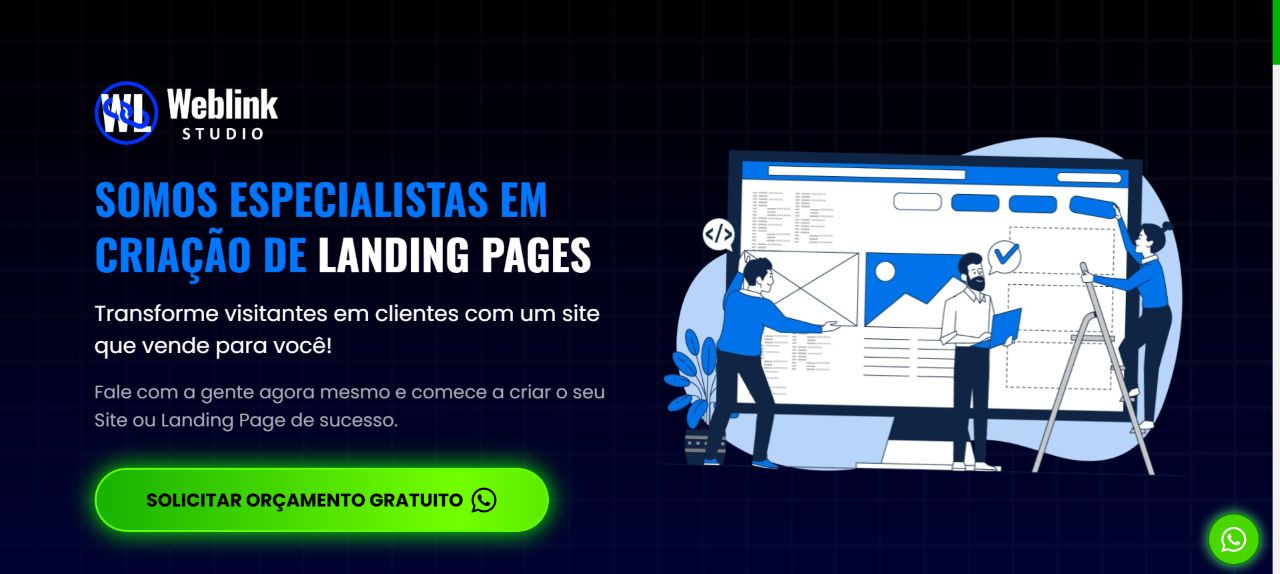 WL
Weblink
STUDIO
SOMOS ESPECIALISTAS EM
CRIAÇÃO DE LANDING PAGES
Transforme visitantes em clientes com um site
que vende para você!
Fale com a gente agora mesmo e comece a criar o seu
Site ou Landing Page de sucesso.
SOLICITAR ORÇAMENTO GRATUITO
</>